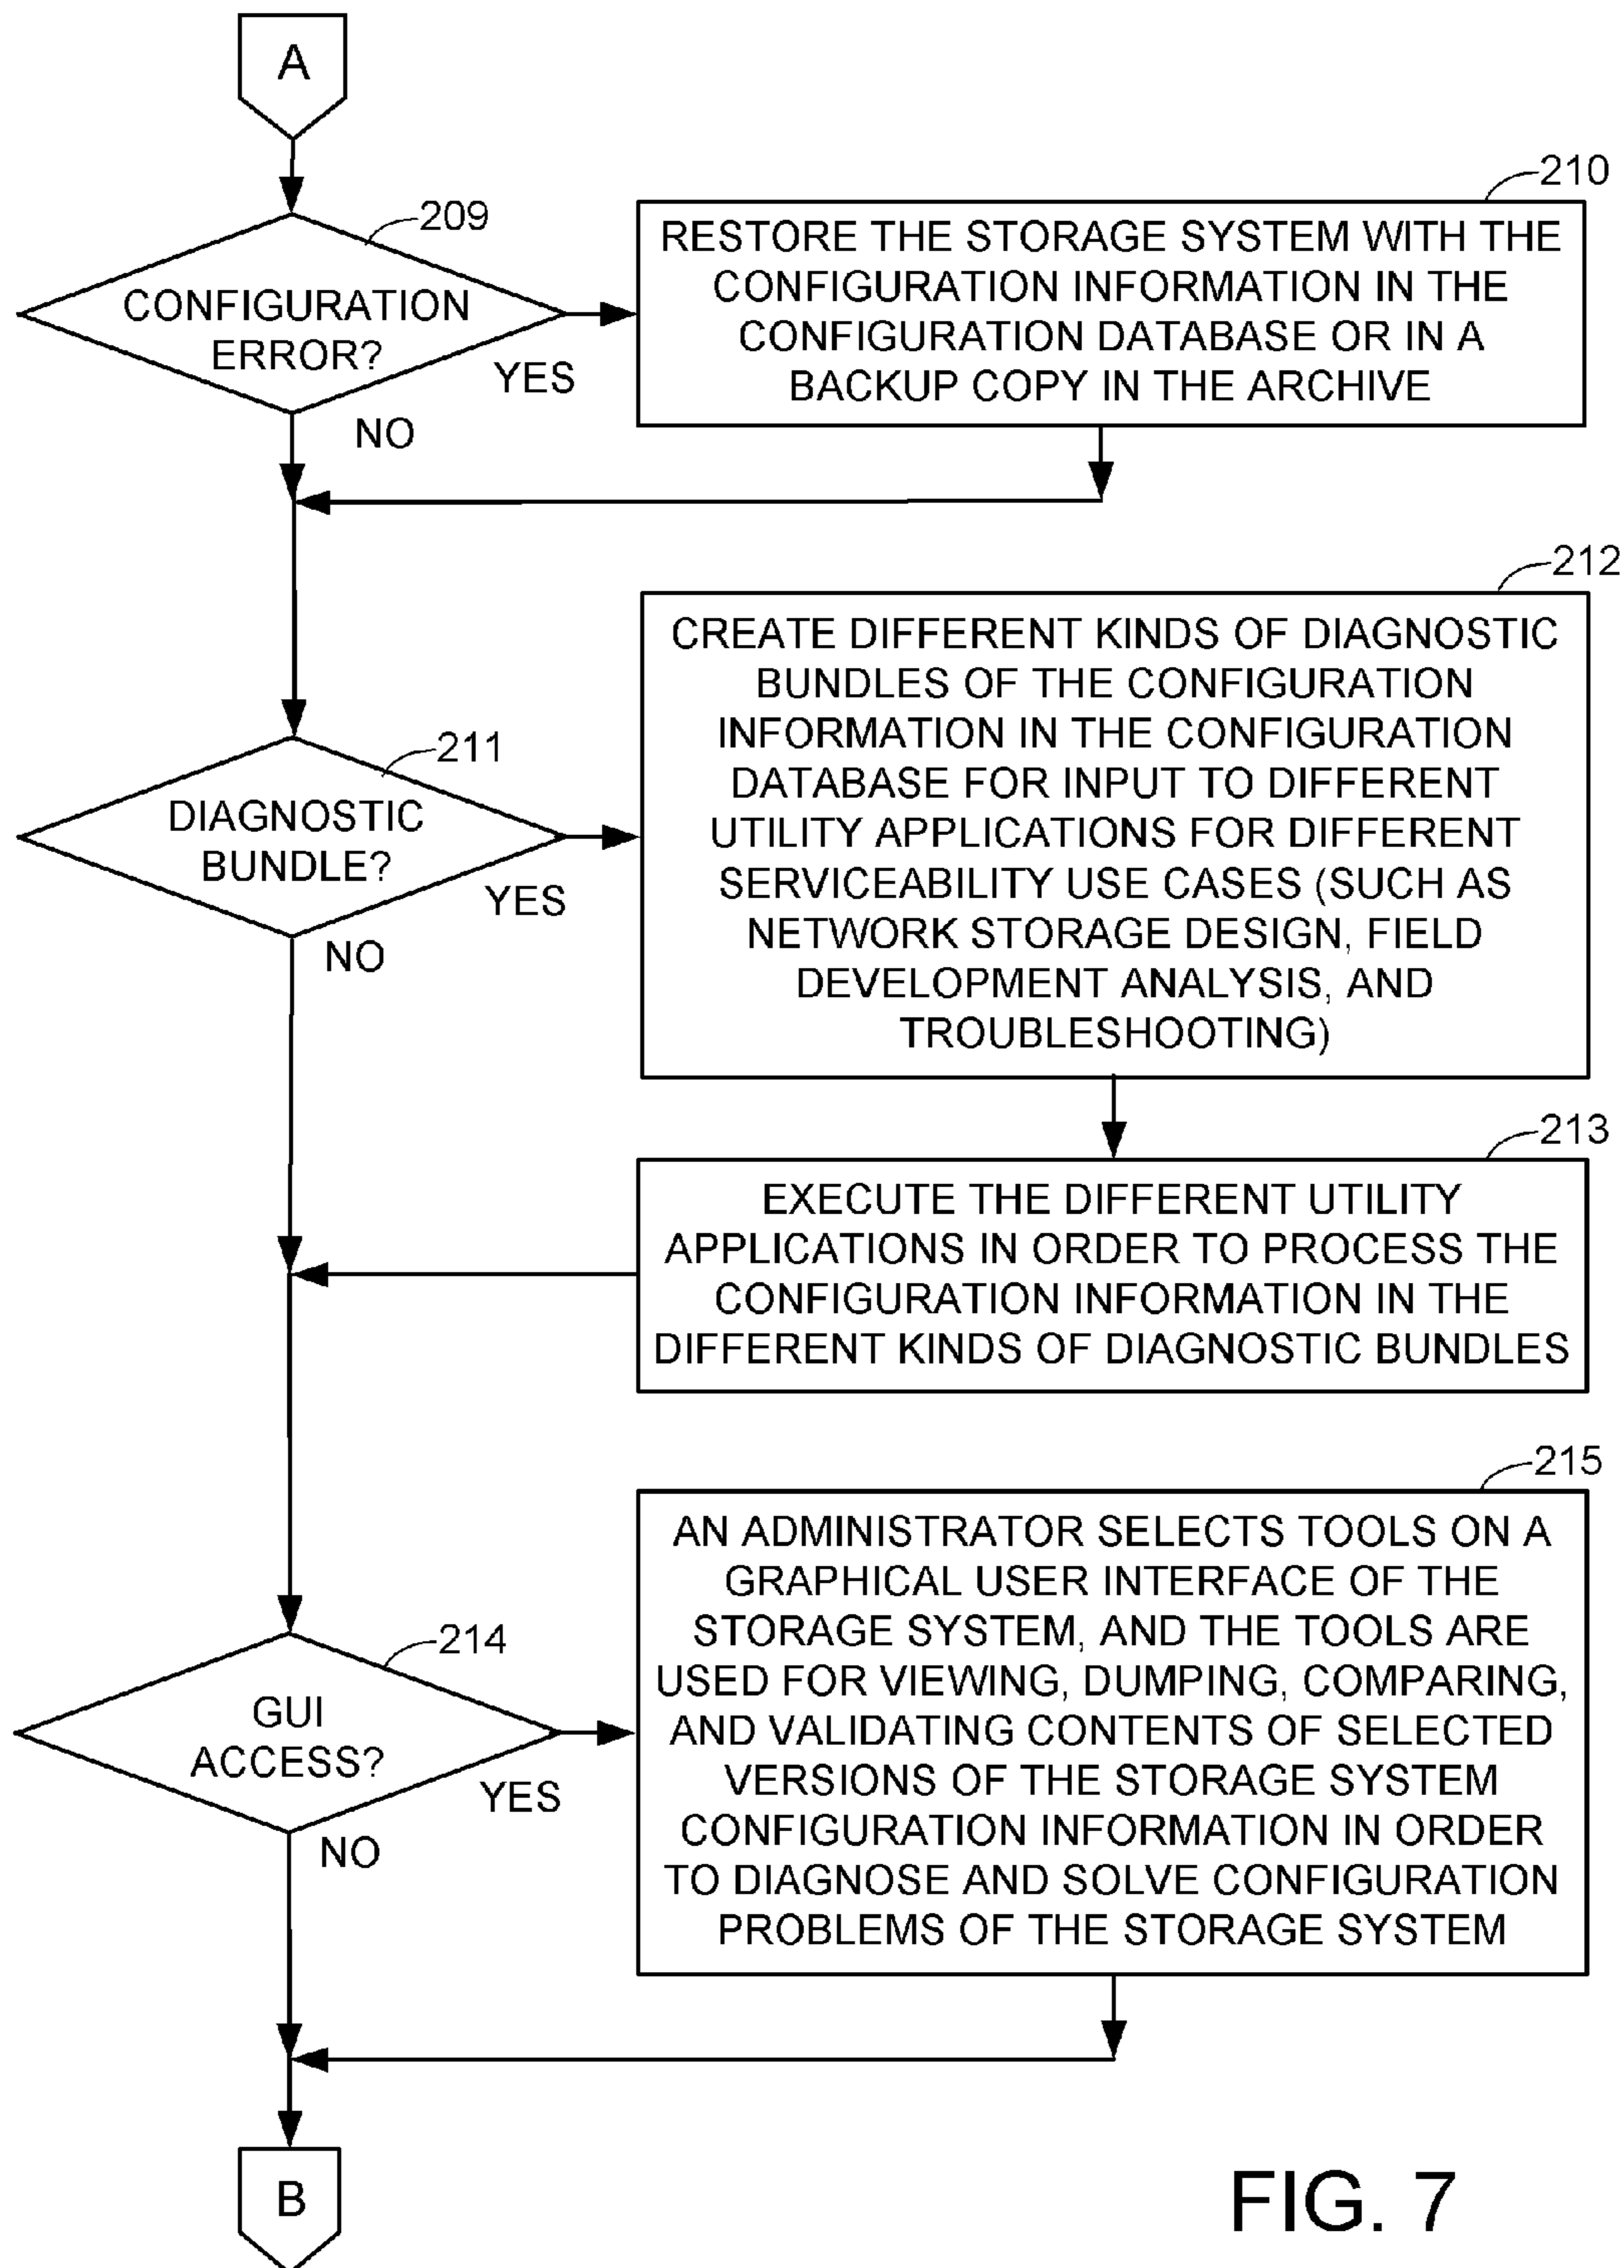 A
209
CONFIGURATION
ERROR?
YES
NO
210
RESTORE THE STORAGE SYSTEM WITH THE
CONFIGURATION INFORMATION IN THE
CONFIGURATION DATABASE OR IN A
BACKUP COPY IN THE ARCHIVE
211
DIAGNOSTIC
BUNDLE?
YES
NO
212
CREATE DIFFERENT KINDS OF DIAGNOSTIC
BUNDLES OF THE CONFIGURATION
INFORMATION IN THE CONFIGURATION
DATABASE FOR INPUT TO DIFFERENT
UTILITY APPLICATIONS FOR DIFFERENT
SERVICEABILITY USE CASES (SUCH AS
NETWORK STORAGE DESIGN, FIELD
DEVELOPMENT ANALYSIS, AND
TROUBLESHOOTING)
213
EXECUTE THE DIFFERENT UTILITY
APPLICATIONS IN ORDER TO PROCESS THE
CONFIGURATION INFORMATION IN THE
DIFFERENT KINDS OF DIAGNOSTIC BUNDLES
214
GUI
ACCESS?
YES
NO
215
AN ADMINISTRATOR SELECTS TOOLS ON A
GRAPHICAL USER INTERFACE OF THE
STORAGE SYSTEM, AND THE TOOLS ARE
USED FOR VIEWING, DUMPING, COMPARING,
AND VALIDATING CONTENTS OF SELECTED
VERSIONS OF THE STORAGE SYSTEM
CONFIGURATION INFORMATION IN ORDER
TO DIAGNOSE AND SOLVE CONFIGURATION
PROBLEMS OF THE STORAGE SYSTEM
B
FIG. 7